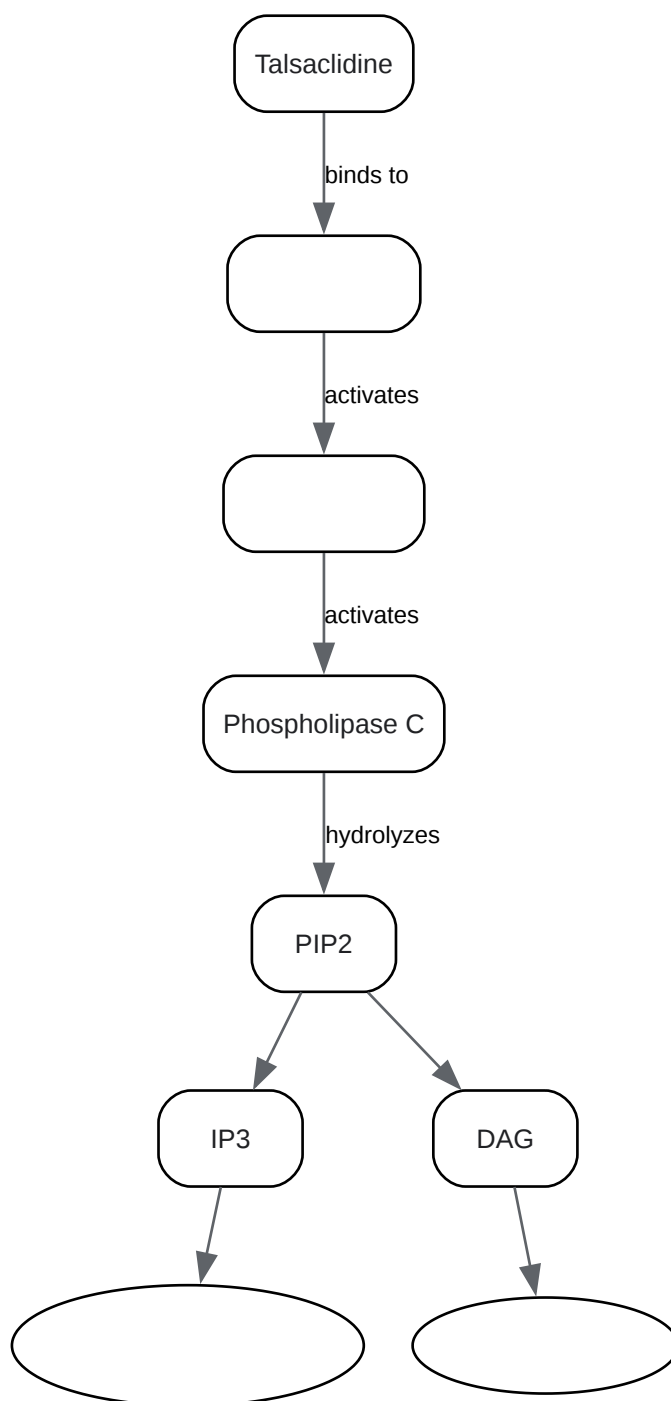 Talsaclidine
binds to
activates
activates
Phospholipase C
hydrolyzes
PIP2
IP3
DAG